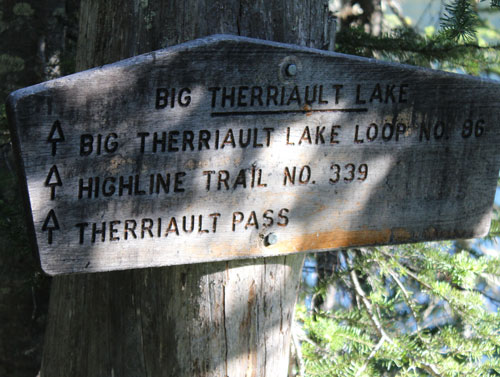 BIG THERRIAULT LAKE
BIG THERRIAULT LAKE LOOP NO. 86
HIGHLINE TRAIL NO. 339
THERRIAULT PASS